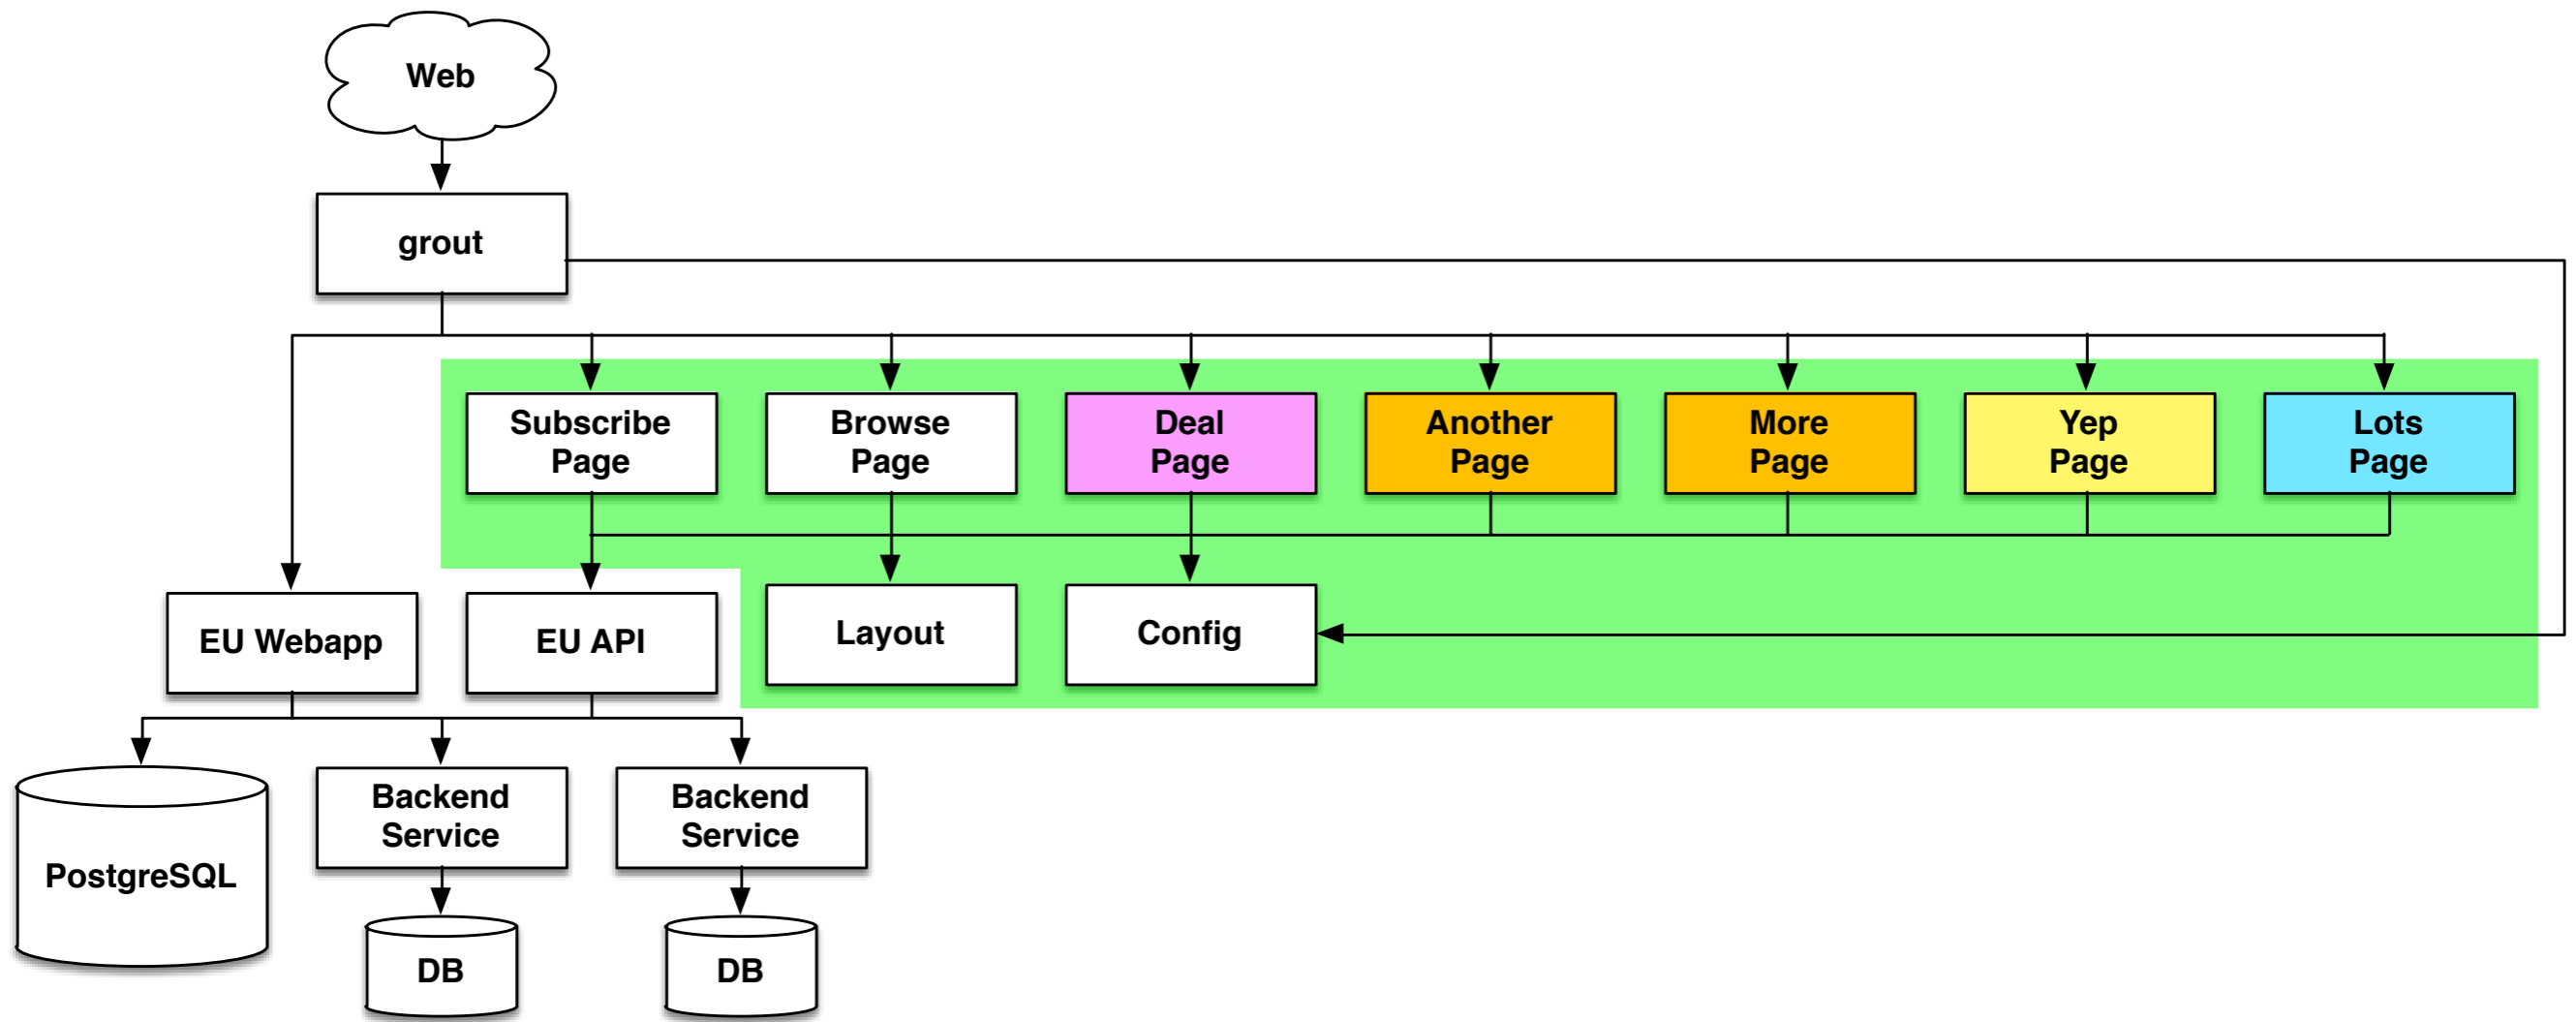 Web
grout
Subscribe
Page
Browse
Page
Deal
Page
Another
Page
More
Page
Yep
Page
Lots
Page
EU Webapp
EU API
Layout
Config
PostgreSQL
Backend
Service
Backend
Service
DB
DB